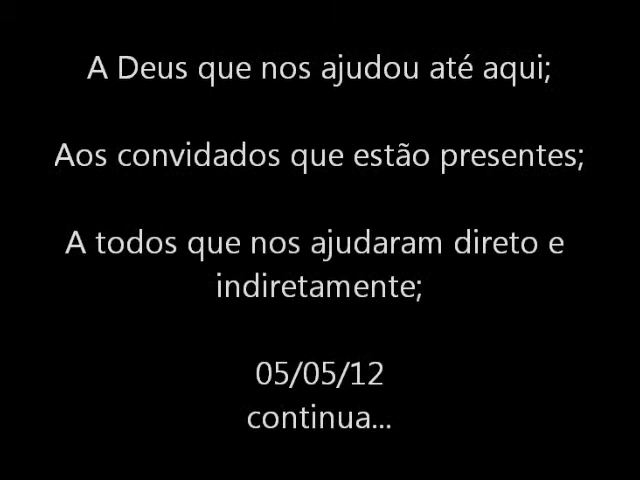 A Deus que nos ajudou até aqui;
Aos convidados que estão presentes;
A todos que nos ajudaram direto e
indiretamente;
05/05/12
continua...